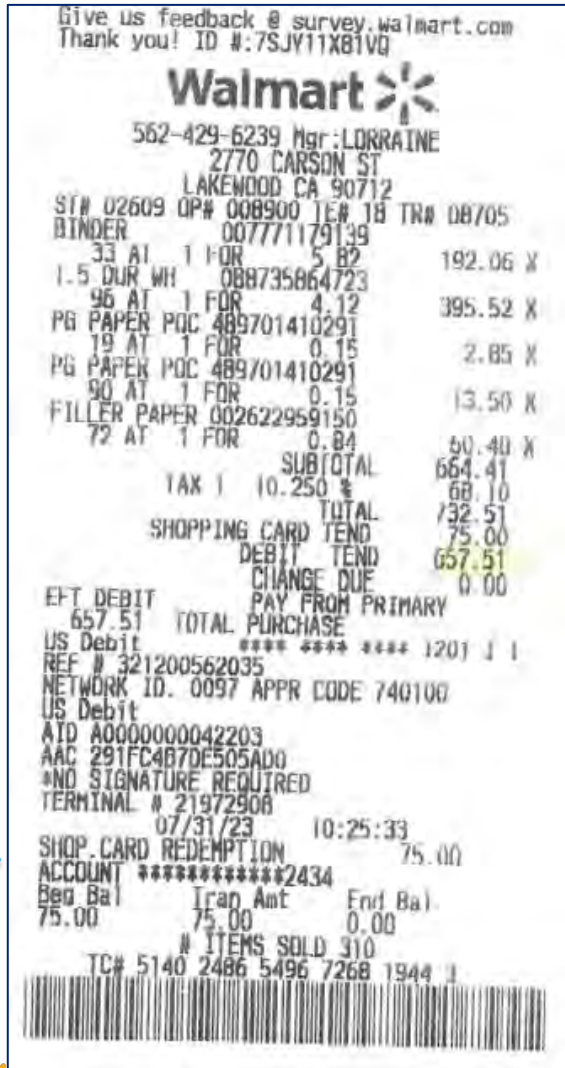 Give us feedback @ survey.walmart.com
Thank you! ID #:7SJY11X81VQ
Walmart
562-429-6239 Mgr:LORRAINE
2770 CARSON ST
LAKEWOOD CA 90712
ST# 02609 OP# 008900 TE# 18 TR# 08705
BINDER 007771179139
33 AT 1 FOR 5.82 192.06 X
1.5 DUR WH 088735864723
96 AT 1 FOR 4.12 395.52 X
PG PAPER POC 489701410291
19 AT 1 FOR 0.15 2.85 X
PG PAPER POC 489701410291
90 AT 1 FOR 0.15 13.50 X
FILLER PAPER 002622959150
72 AT 1 FOR 0.84 60.48 X
SUBTOTAL 664.41
TAX 1 10.250 % 68.10
TOTAL 732.51
SHOPPING CARD TEND 75.00
DEBIT TEND 657.51
CHANGE DUE 0.00
EFT DEBIT PAY FROM PRIMARY
657.51 TOTAL PURCHASE
US Debit **** **** **** 1201 I 1
REF # 321200562035
NETWORK ID. 0097 APPR CODE 740100
US Debit
AID A0000000042203
AAC 291FC4B7DE505AD0
*NO SIGNATURE REQUIRED
TERMINAL # 21972908
07/31/23 10:25:33
SHOP.CARD REDEMPTION 75.00
ACCOUNT ************2434
Beg Bal Tran Amt End Bal
75.00 75.00 0.00
# ITEMS SOLD 310
TC# 5140 2486 5496 7268 1944